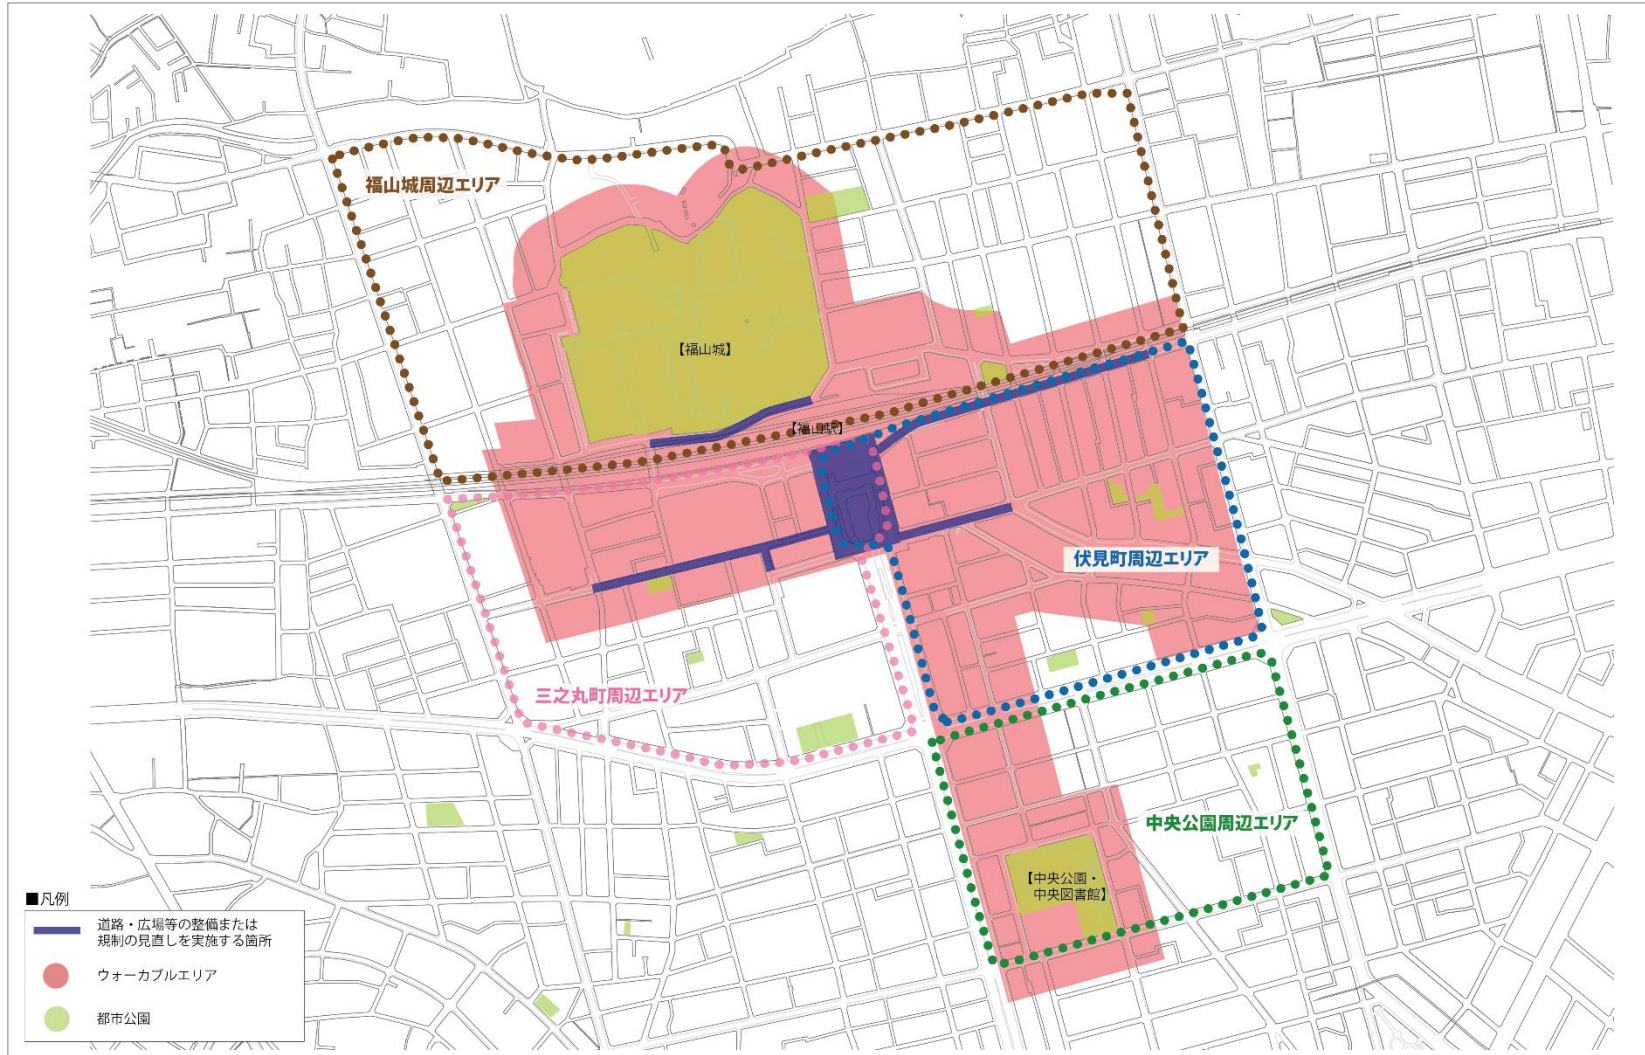 福山城周辺エリア
【福山城】
【福山駅】
伏見町周辺エリア
三之丸町周辺エリア
中央公園周辺エリア
【中央公園・
中央図書館】
■凡例
道路・広場等の整備または
規制の見直しを実施する箇所
ウォーカブルエリア
都市公園